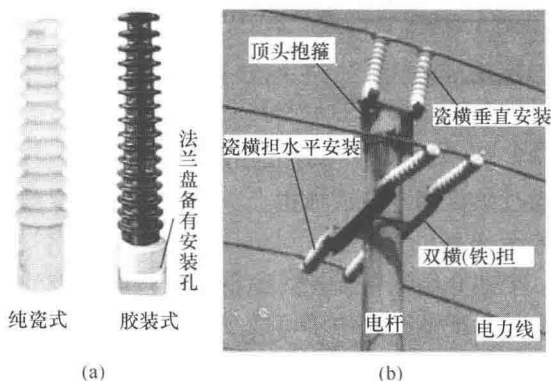 法兰盘备有安装孔
纯瓷式
胶装式
(a)
顶头抱箍
瓷横垂直安装
瓷横担水平安装
双横(铁)担
电杆
电力线
(b)